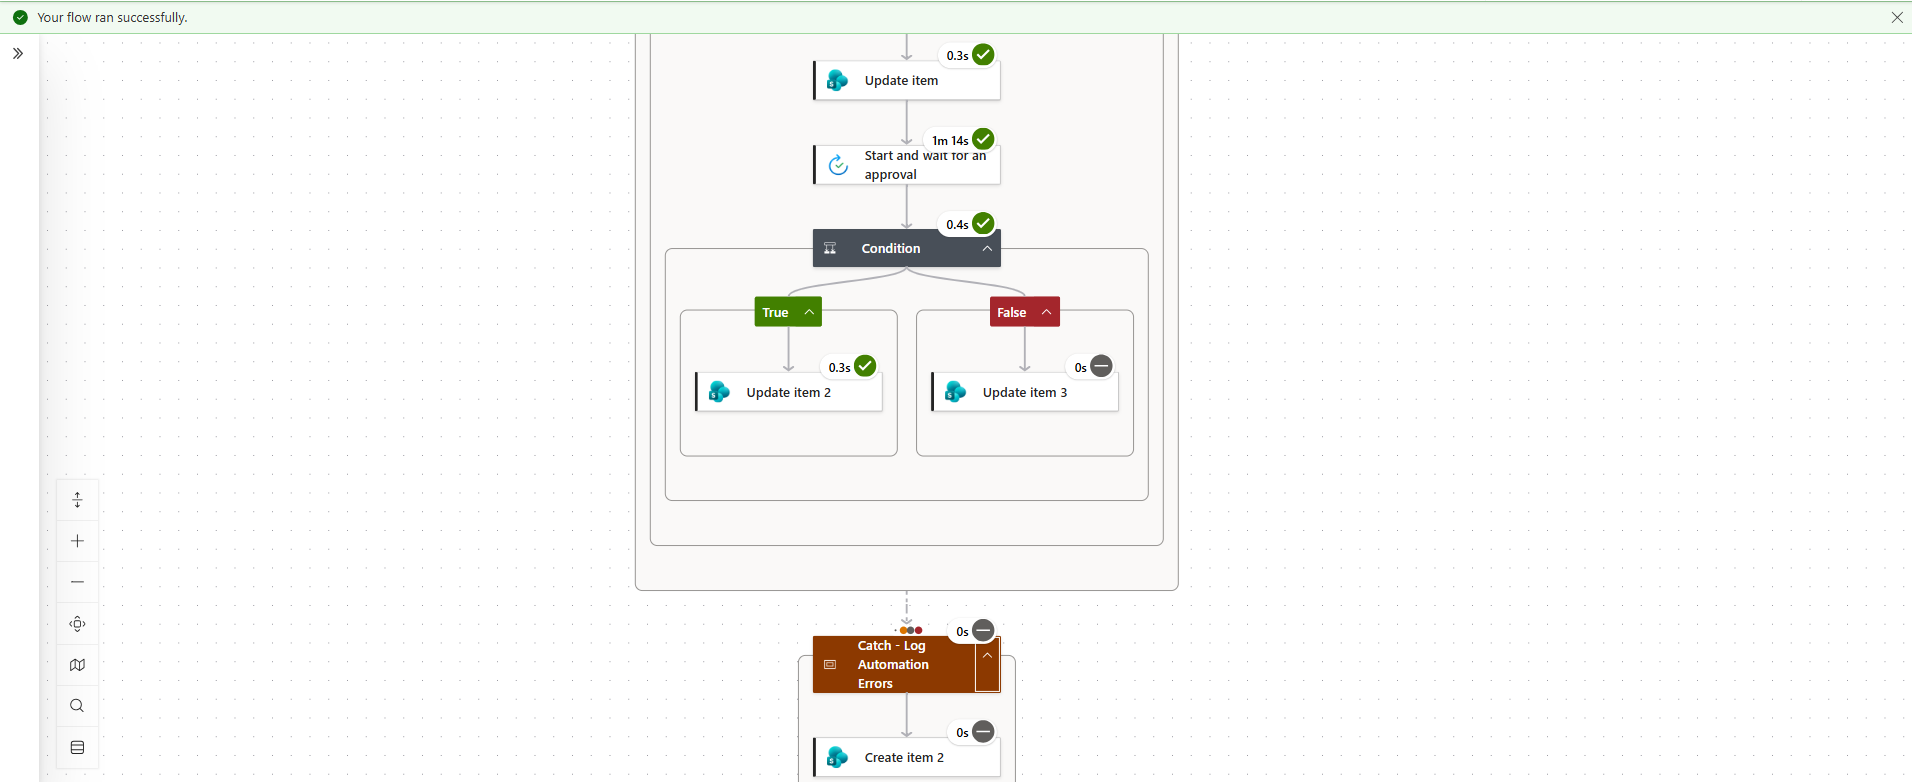 Your flow ran successfully.
0.3s
Update item
1m 14s
Start and wait for an
approval
0.4s
Condition
True
False
0.3s
Update item 2
0s
Update item 3
0s
Catch - Log
Automation
Errors
0s
Create item 2